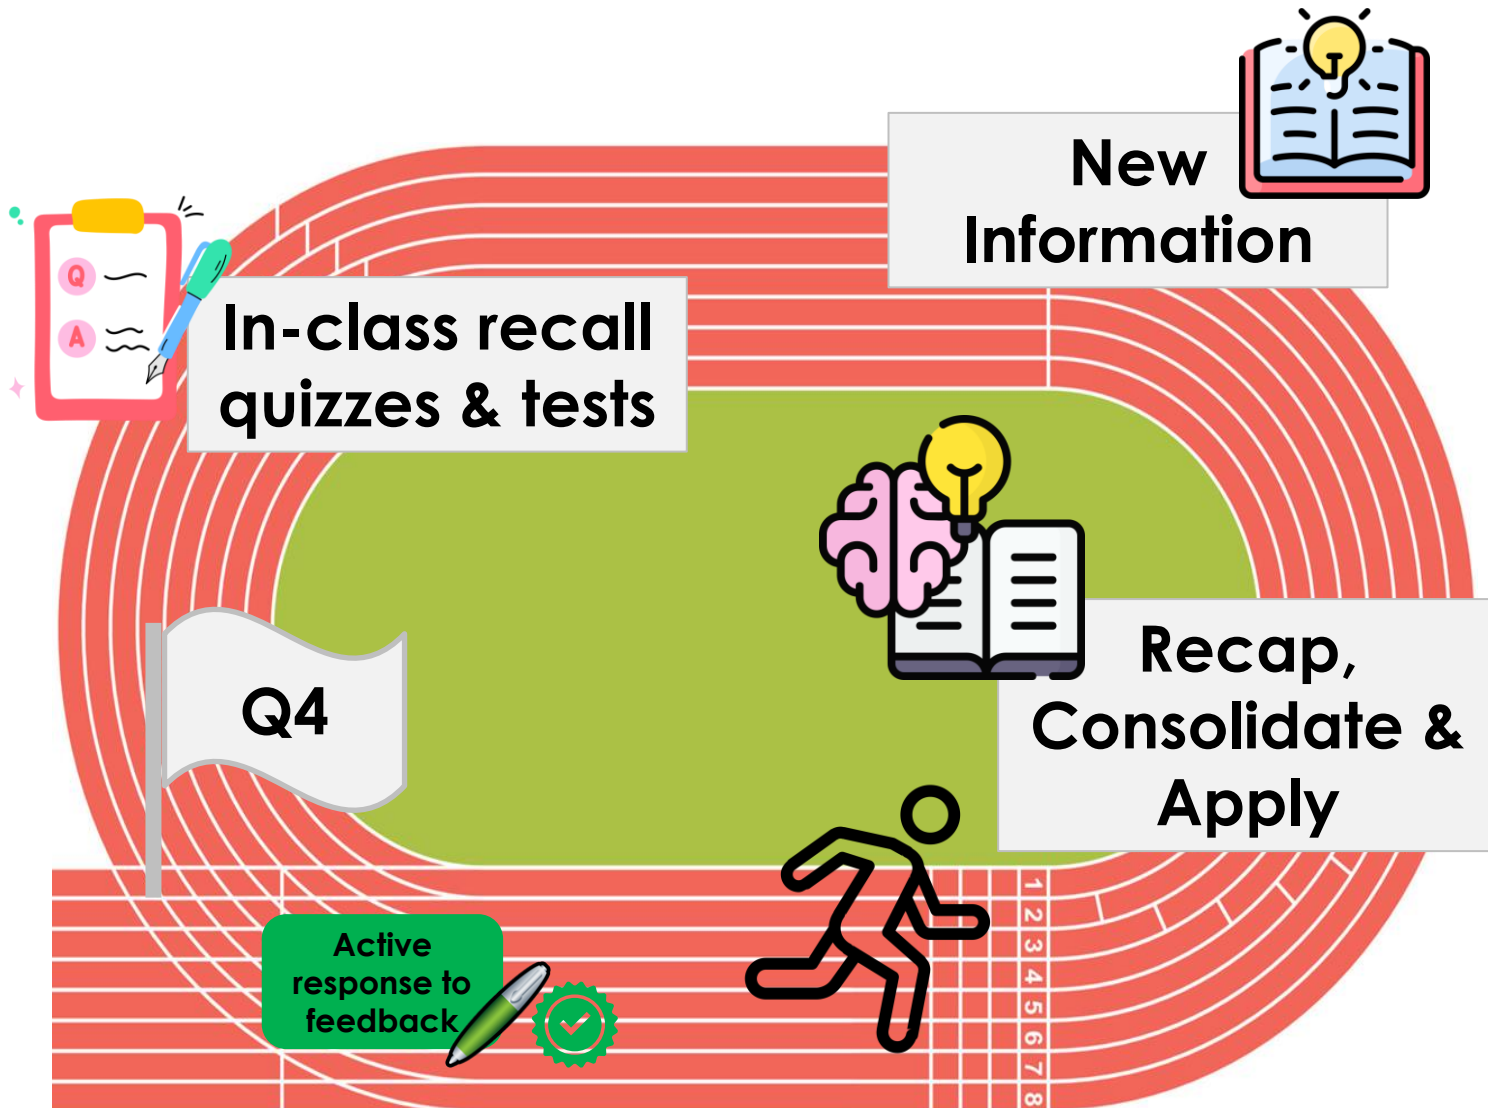 New
Information
Q
A
In-class recall
quizzes & tests
Recap,
Consolidate &
Apply
Q4
Active
response to
feedback
1
2
3
4
5
6
7
8